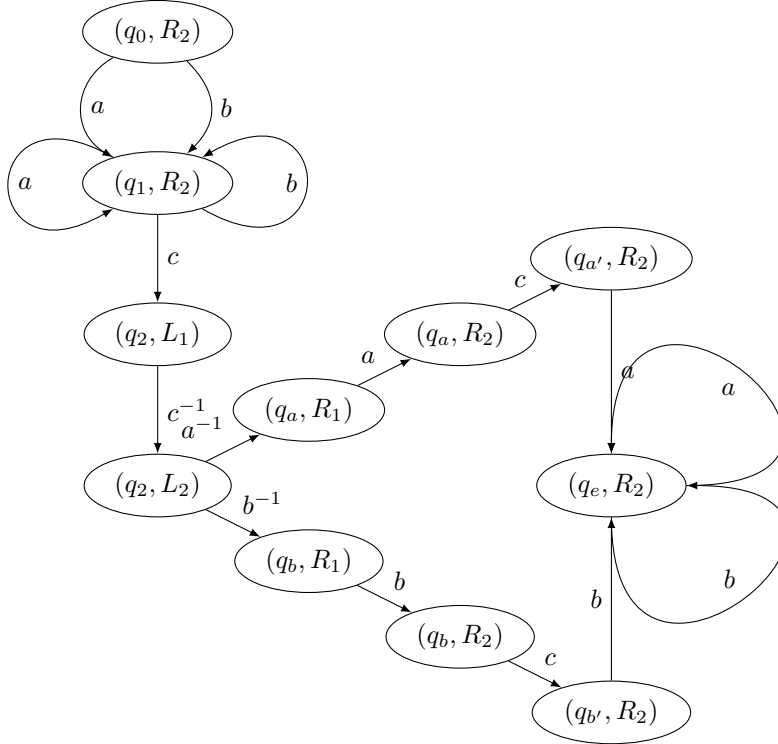 (q_0, R_2)
a
b
(q_1, R_2)
a
b
c
(q_{a'}, R_2)
c
(q_2, L_1)
(q_a, R_2)
a
a
a
c^{-1}
a^{-1}
(q_a, R_1)
(q_2, L_2)
(q_e, R_2)
b^{-1}
(q_b, R_1)
b
b
b
(q_b, R_2)
c
(q_{b'}, R_2)